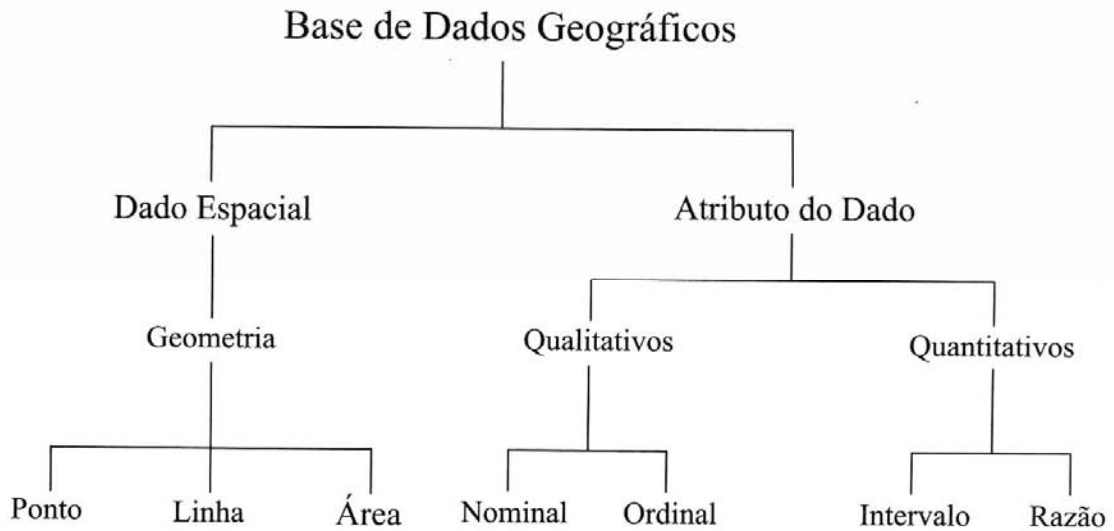 Base de Dados Geográficos
Dado Espacial
Atributo do Dado
Geometria
Qualitativos
Quantitativos
Ponto
Linha
Área
Nominal
Ordinal
Intervalo
Razão